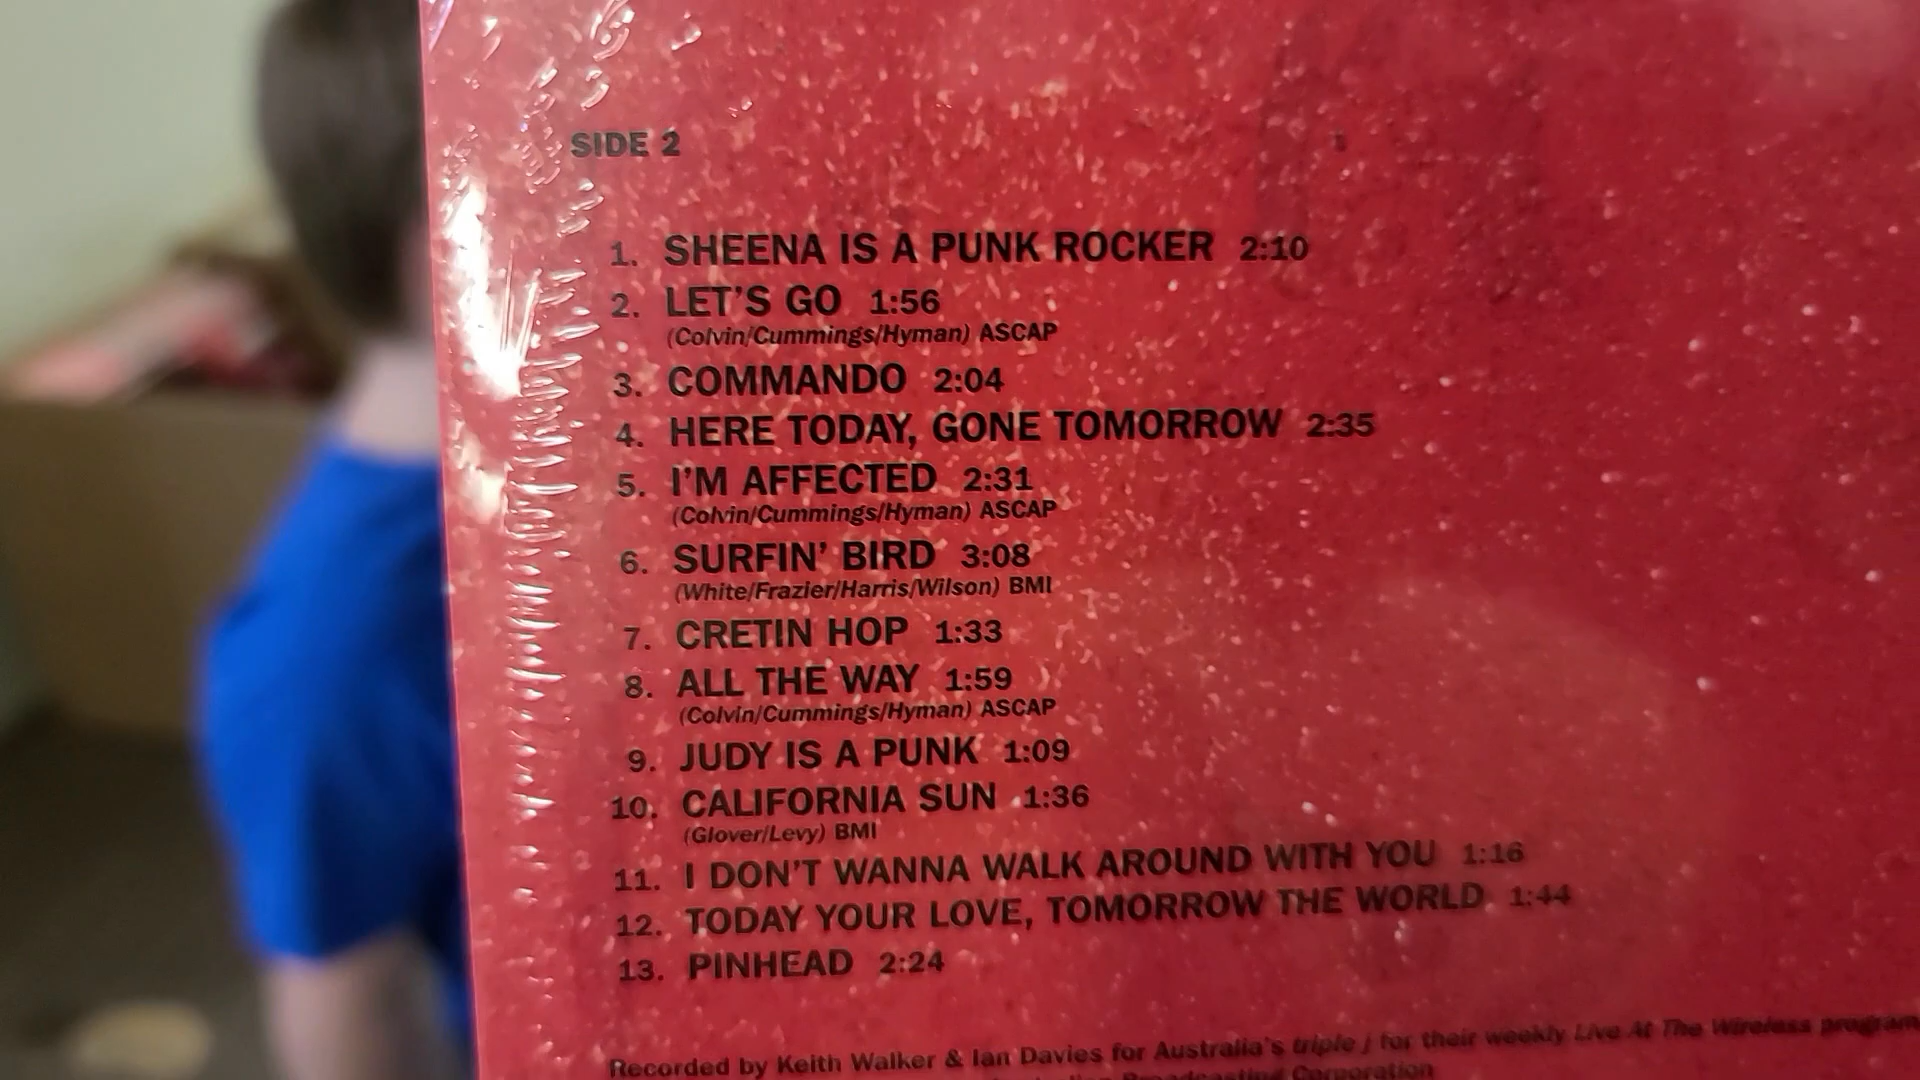 SIDE 2
1. SHEENA IS A PUNK ROCKER 2:10
2. LET'S GO 1:56
(Colvin/Cummings/Hyman) ASCAP
3. COMMANDO 2:04
4. HERE TODAY, GONE TOMORROW 2:35
5. I'M AFFECTED 2:31
(Colvin/Cummings/Hyman) ASCAP
6. SURFIN' BIRD 3:08
(White/Frazier/Harris/Wilson) BMI
7. CRETIN HOP 1:33
8. ALL THE WAY 1:59
(Colvin/Cummings/Hyman) ASCAP
9. JUDY IS A PUNK 1:09
10. CALIFORNIA SUN 1:36
(Glover/Levy) BMI
11. I DON'T WANNA WALK AROUND WITH YOU 1:16
12. TODAY YOUR LOVE, TOMORROW THE WORLD 1:44
13. PINHEAD 2:24
Recorded by Keith Walker & Ian Davies for Australia's triple j for their weekly Live At The Wireless program
Broadcasting Corporation